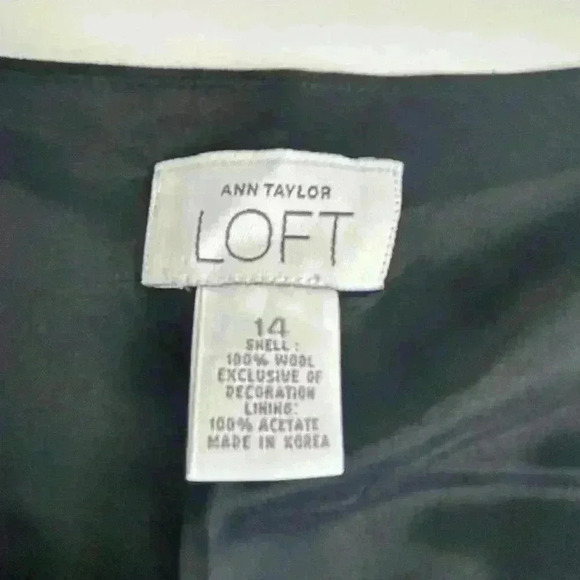 ANN TAYLOR
LOFT
14
SHELL:
100% WOOL
EXCLUSIVE OF
DECORATION
LINING:
100% ACETATE
MADE IN KOREA